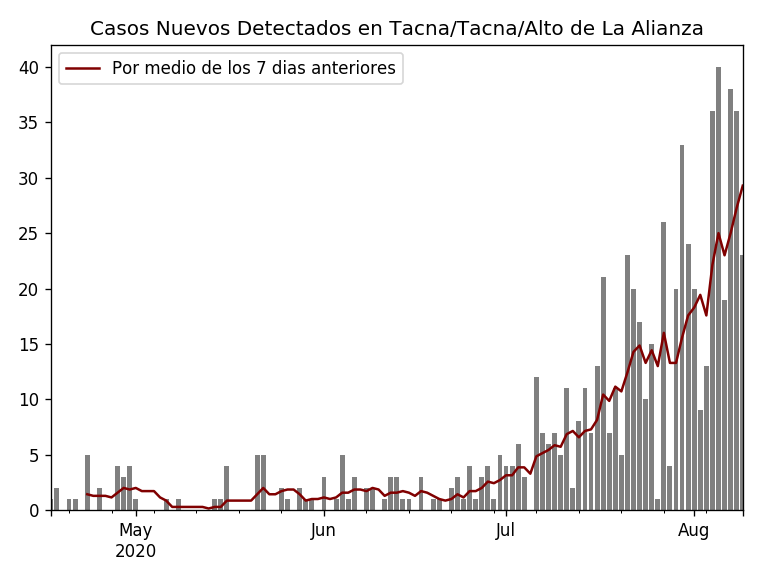 Casos Nuevos Detectados en Tacna/Tacna/Alto de La Alianza
Por medio de los 7 dias anteriores
40
35
30
25
20
15
10
5
0
May
2020
Jun
Jul
Aug